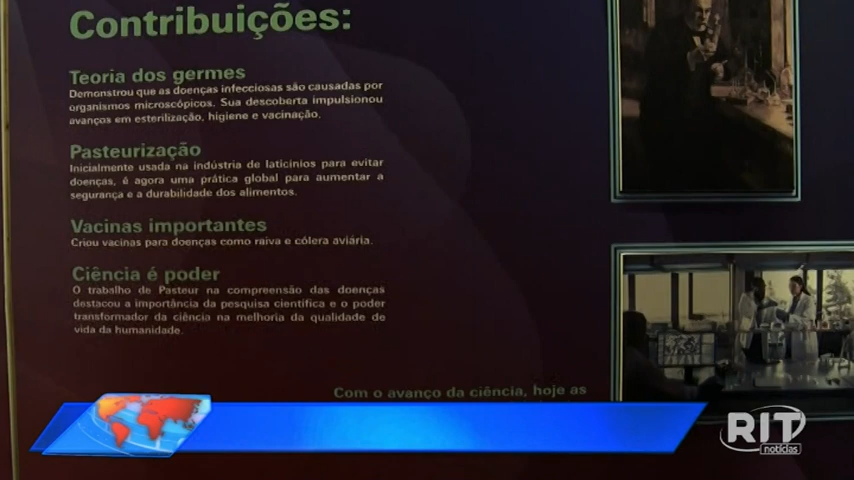 Contribuições:
Teoria dos germes
Demonstrou que as doenças infecciosas são causadas por
organismos microscópicos. Sua descoberta impulsionou
avanços em esterilização, higiene e vacinação.
Pasteurização
Inicialmente usada na indústria de laticínios para evitar
doenças, é agora uma prática global para aumentar a
segurança e a durabilidade dos alimentos.
Vacinas importantes
Criou vacinas para doenças como raiva e cólera aviária.
Ciência é poder
O trabalho de Pasteur na compreensão das doenças
destacou a importância da pesquisa científica e o poder
transformador da ciência na melhoria da qualidade de
vida da humanidade.
Com o avanço da ciência, hoje as
RIT
notícias